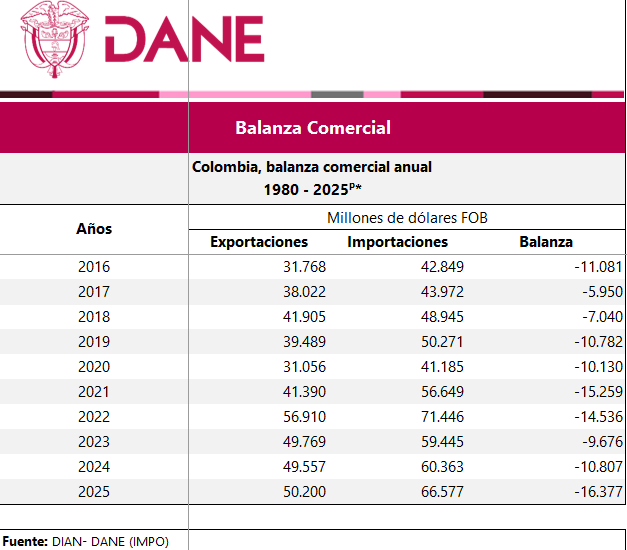 DANE
Balanza Comercial
Colombia, balanza comercial anual
1980 - 2025ᵖ*
Años
Millones de dólares FOB
Exportaciones Importaciones Balanza
2016 31.768 42.849 -11.081
2017 38.022 43.972 -5.950
2018 41.905 48.945 -7.040
2019 39.489 50.271 -10.782
2020 31.056 41.185 -10.130
2021 41.390 56.649 -15.259
2022 56.910 71.446 -14.536
2023 49.769 59.445 -9.676
2024 49.557 60.363 -10.807
2025 50.200 66.577 -16.377
Fuente: DIAN- DANE (IMPO)